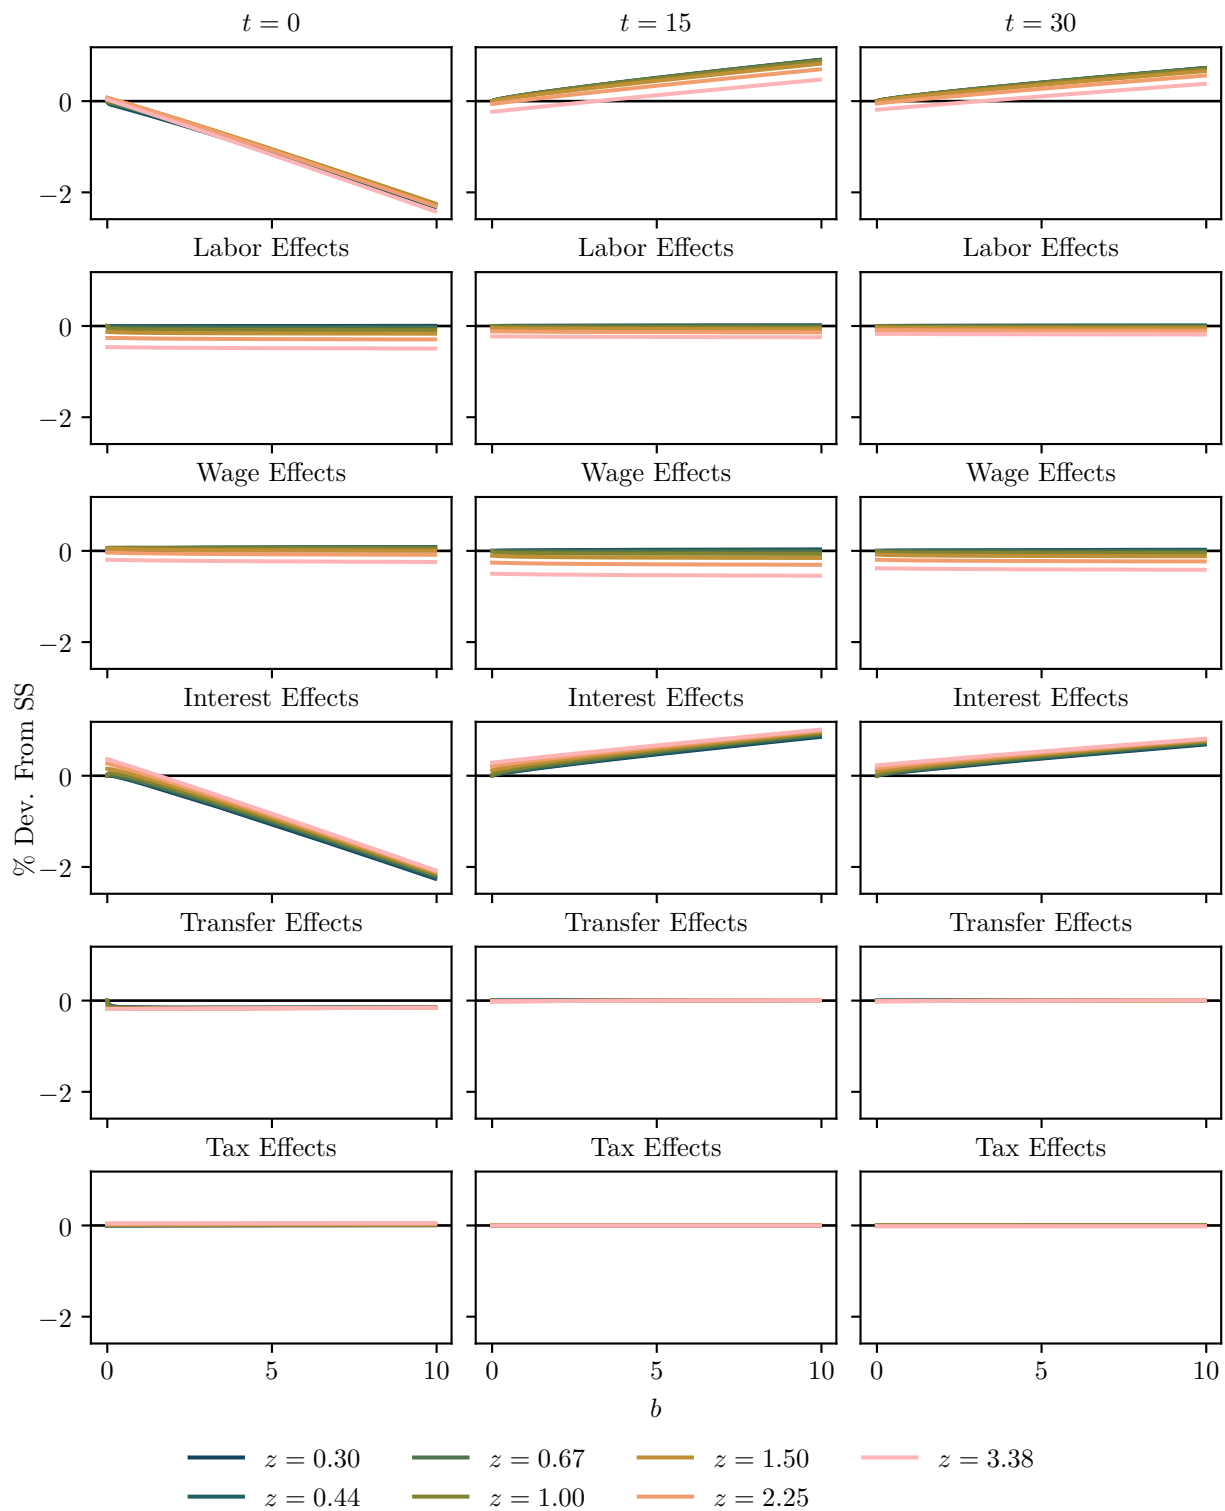 t = 0 t = 15 t = 30
0
−2
Labor Effects Labor Effects Labor Effects
0
−2
Wage Effects Wage Effects Wage Effects
0
−2
Interest Effects Interest Effects Interest Effects
0
−2
% Dev. From SS
Transfer Effects Transfer Effects Transfer Effects
0
−2
Tax Effects Tax Effects Tax Effects
0
−2
0 5 10 0 5 10 0 5 10
b
z = 0.30 z = 0.67 z = 1.50 z = 3.38
z = 0.44 z = 1.00 z = 2.25